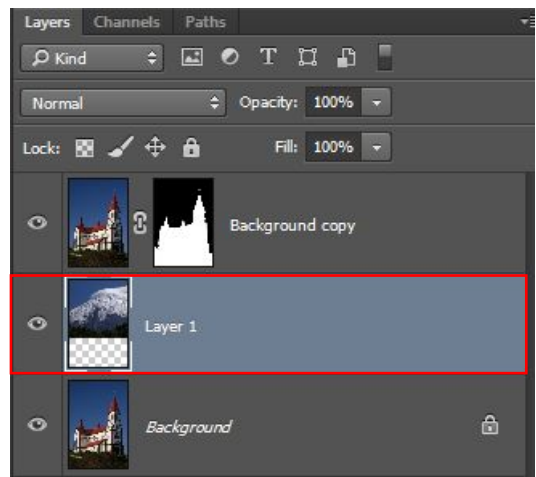 Layers Channels Paths
Kind T
Normal Opacity: 100%
Lock: Fill: 100%
Background copy
Layer 1
Background